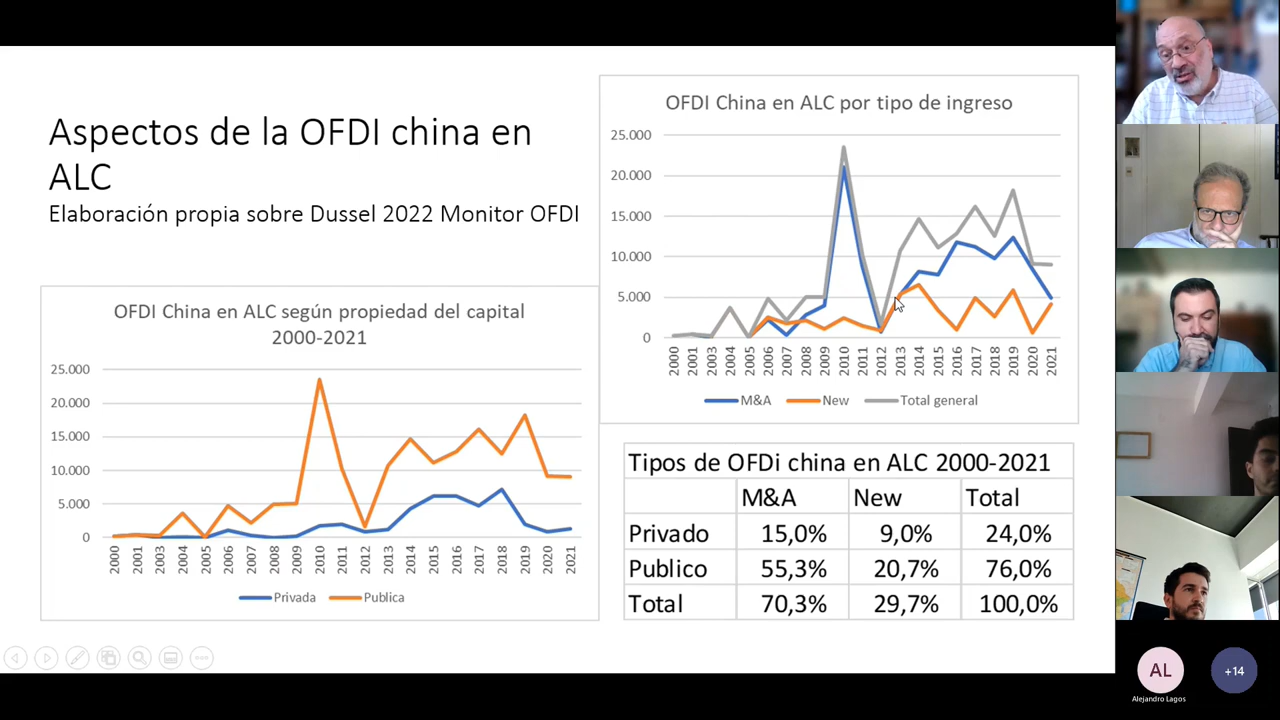 Aspectos de la OFDI china en
ALC
Elaboración propia sobre Dussel 2022 Monitor OFDI
OFDI China en ALC según propiedad del capital
2000-2021
25.000
20.000
15.000
10.000
5.000
0
2000 2001 2003 2004 2005 2006 2007 2008 2009 2010 2011 2012 2013 2014 2015 2016 2017 2018 2019 2020 2021
Privada Publica
OFDI China en ALC por tipo de ingreso
25.000
20.000
15.000
10.000
5.000
0
2000 2001 2003 2004 2005 2006 2007 2008 2009 2010 2011 2012 2013 2014 2015 2016 2017 2018 2019 2020 2021
M&A New Total general
Tipos de OFDi china en ALC 2000-2021
M&A New Total
Privado 15,0% 9,0% 24,0%
Publico 55,3% 20,7% 76,0%
Total 70,3% 29,7% 100,0%
AL
Alejandro Lagos
+14